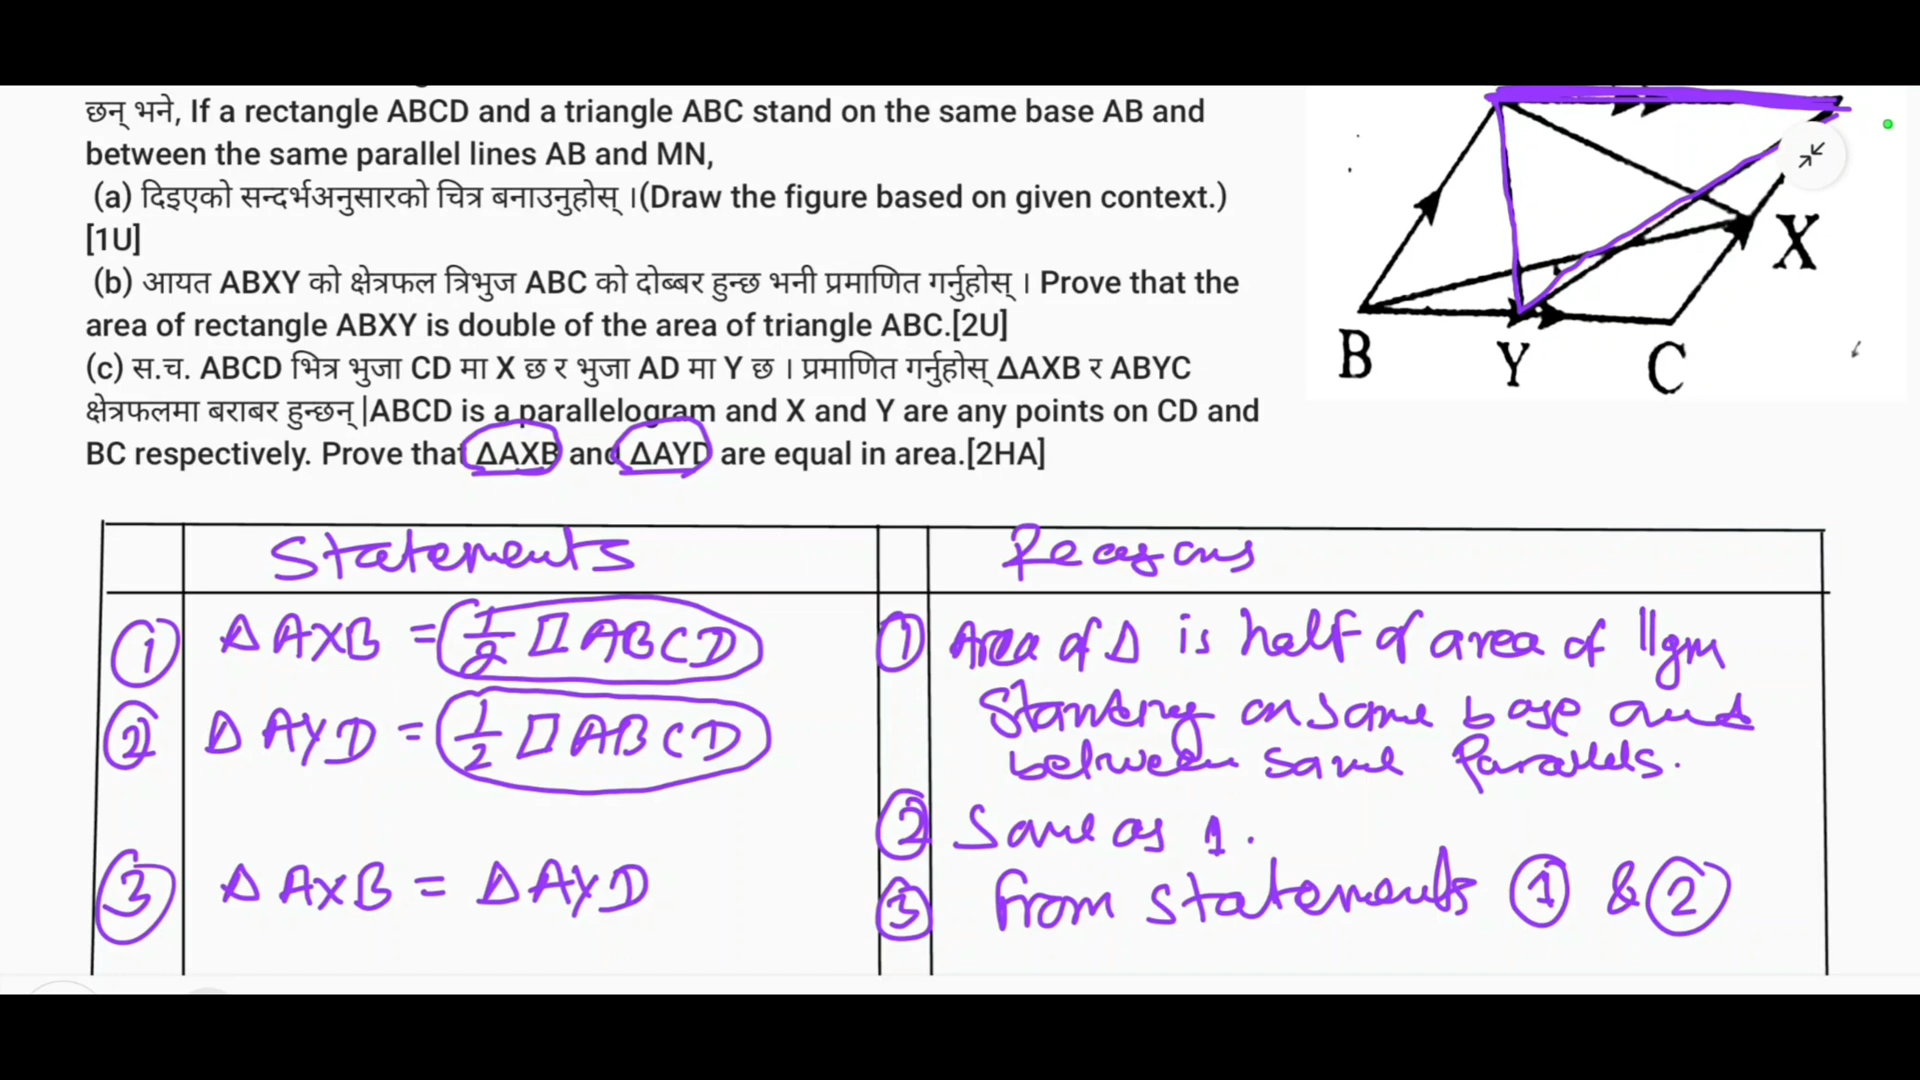 छन् भने, If a rectangle ABCD and a triangle ABC stand on the same base AB and
between the same parallel lines AB and MN,
(a) दिइएको सन्दर्भअनुसारको चित्र बनाउनुहोस् ।(Draw the figure based on given context.)
[1U]
(b) आयत ABXY को क्षेत्रफल त्रिभुज ABC को दोब्बर हुन्छ भनी प्रमाणित गर्नुहोस् । Prove that the
area of rectangle ABXY is double of the area of triangle ABC.[2U]
(c) स.च. ABCD भित्र भुजा CD मा X छ र भुजा AD मा Y छ । प्रमाणित गर्नुहोस् ΔAXB र ABYC
क्षेत्रफलमा बराबर हुन्छन् |ABCD is a parallelogram and X and Y are any points on CD and
BC respectively. Prove that ΔAXB and ΔAYD are equal in area.[2HA]
X
B Y C
Statements Reasons
① Δ AXB = 1/2 ▱ ABCD ① Area of Δ is half of area of ||gm
standing on same base and
② Δ AYD = 1/2 ▱ ABCD between same Parallels.
② Same as 1.
③ Δ AXB = Δ AYD ③ From statements ① & ②